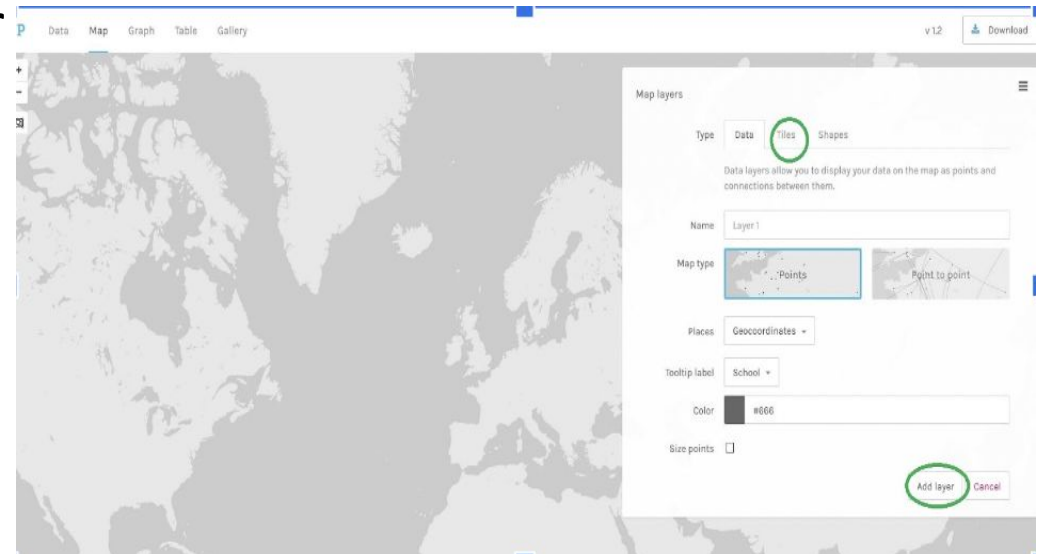 P Data Map Graph Table Gallery v 1.2 Download
+
−
Map layers
Type Data Tiles Shapes
Data layers allow you to display your data on the map as points and
connections between them.
Name Layer 1
Map type Points Point to point
Places Geocoordinates
Tooltip label School
Color #666
Size points
Add layer Cancel